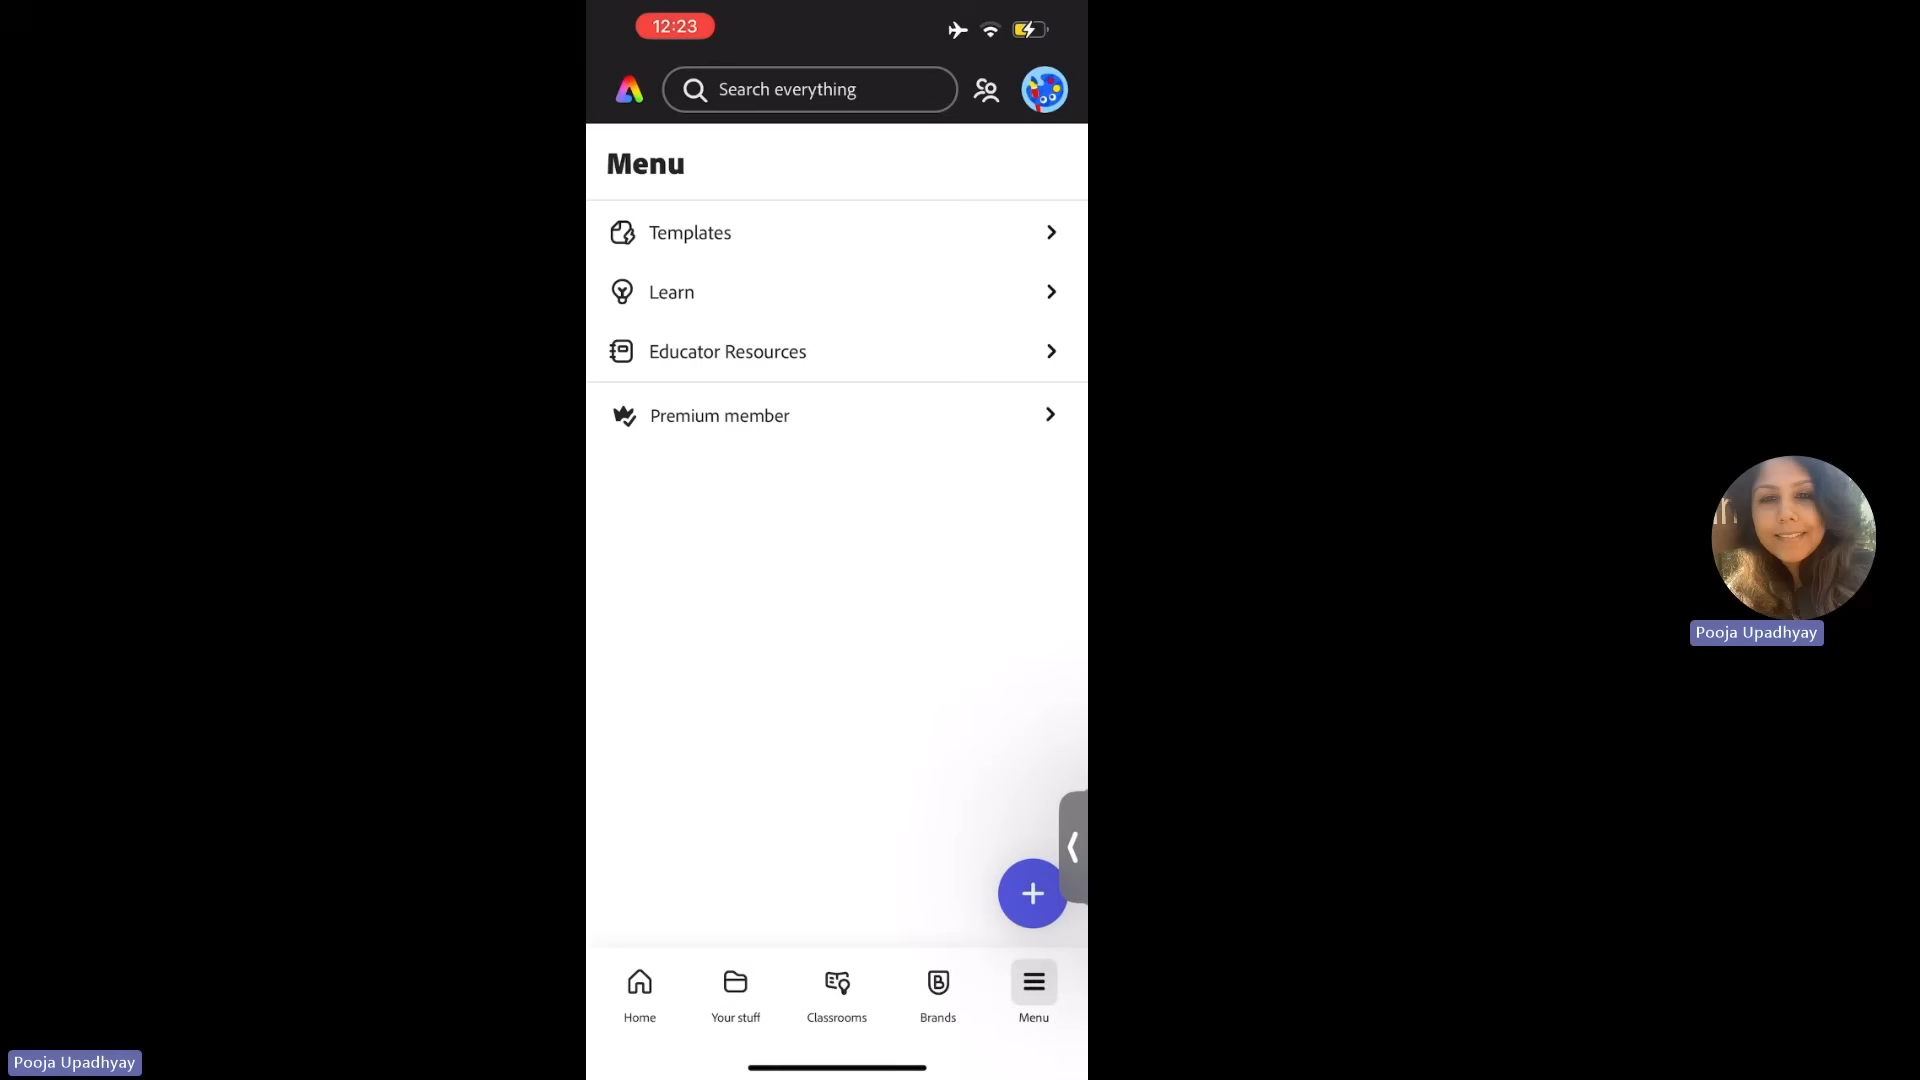 12:23
Search everything
Menu
Templates
Learn
Educator Resources
Premium member
Home
Your stuff
Classrooms
Brands
Menu
Pooja Upadhyay
Pooja Upadhyay